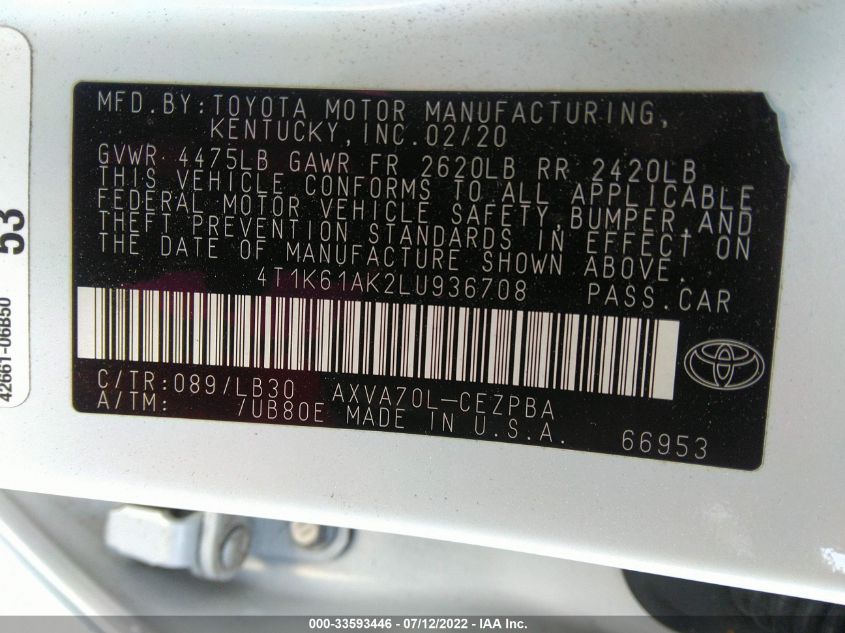 MFD.BY:TOYOTA MOTOR MANUFACTURING,
KENTUCKY,INC.02/20
GVWR 4475LB GAWR FR 2620LB RR 2420LB
THIS VEHICLE CONFORMS TO ALL APPLICABLE
FEDERAL MOTOR VEHICLE SAFETY,BUMPER,AND
THEFT PREVENTION STANDARDS IN EFFECT ON
THE DATE OF MANUFACTURE SHOWN ABOVE.
4T1K61AK2LU936708 PASS.CAR
C/TR:089/LB30 AXVA70L-CEZPBA
A/TM: /UB80E MADE IN U.S.A.
66953
42661-06B50 53
000-33593446 - 07/12/2022 - IAA Inc.